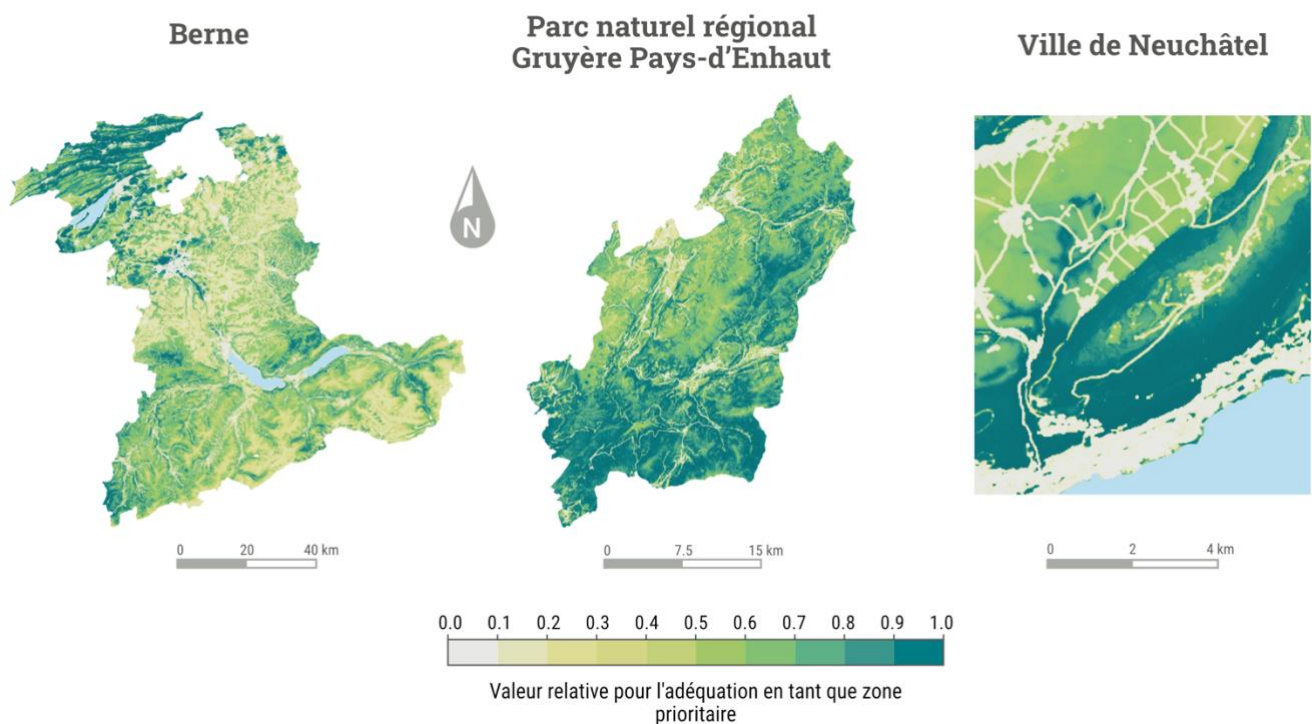 Berne
Parc naturel régional
Gruyère Pays-d'Enhaut
Ville de Neuchâtel
N
0 20 40 km
0 7.5 15 km
0 2 4 km
0.0 0.1 0.2 0.3 0.4 0.5 0.6 0.7 0.8 0.9 1.0
Valeur relative pour l'adéquation en tant que zone
prioritaire